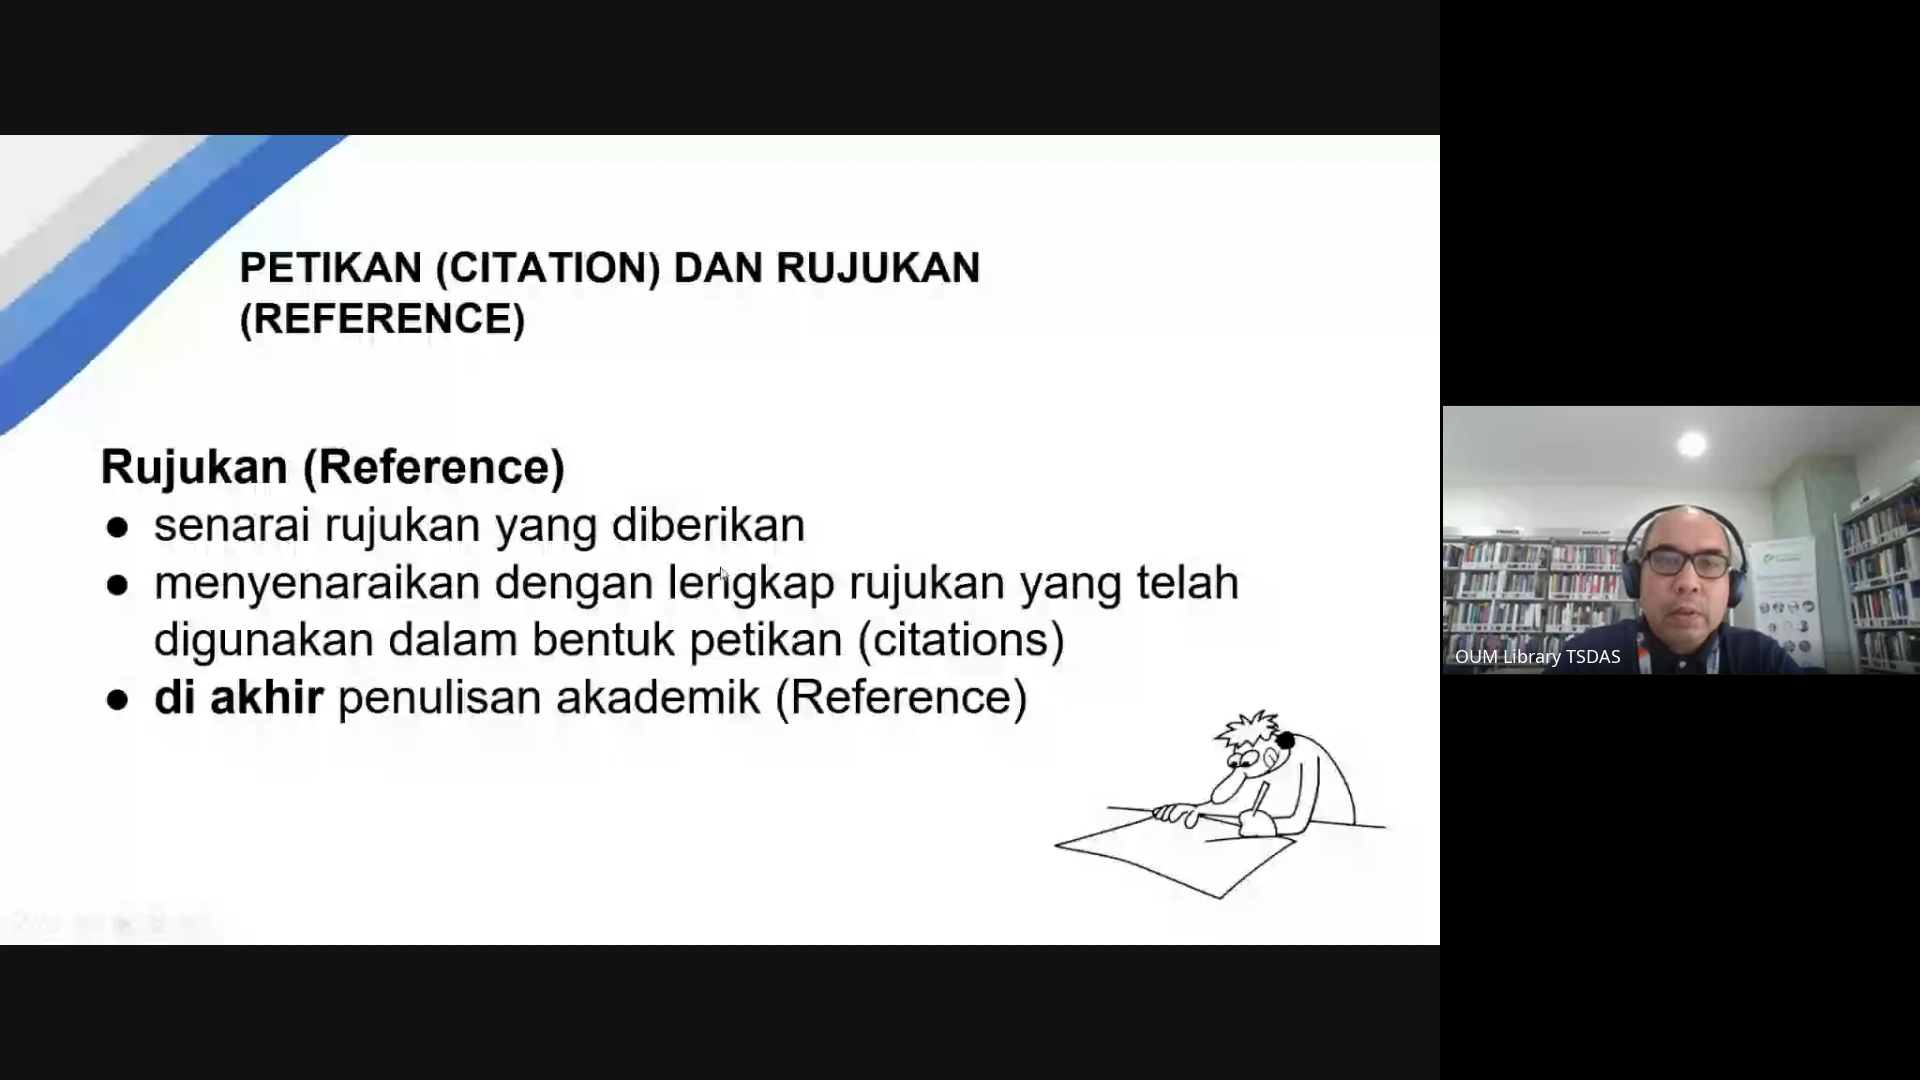 PETIKAN (CITATION) DAN RUJUKAN
(REFERENCE)
Rujukan (Reference)
● senarai rujukan yang diberikan
● menyenaraikan dengan lengkap rujukan yang telah
digunakan dalam bentuk petikan (citations)
● di akhir penulisan akademik (Reference)
OUM Library TSDAS